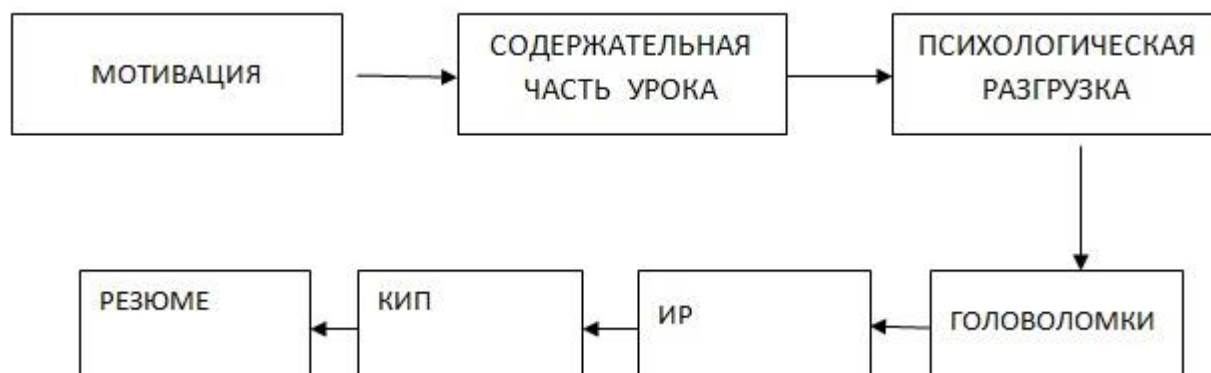 МОТИВАЦИЯ
СОДЕРЖАТЕЛЬНАЯ
ЧАСТЬ УРОКА
ПСИХОЛОГИЧЕСКАЯ
РАЗГРУЗКА
ГОЛОВОЛОМКИ
ИР
КИП
РЕЗЮМЕ